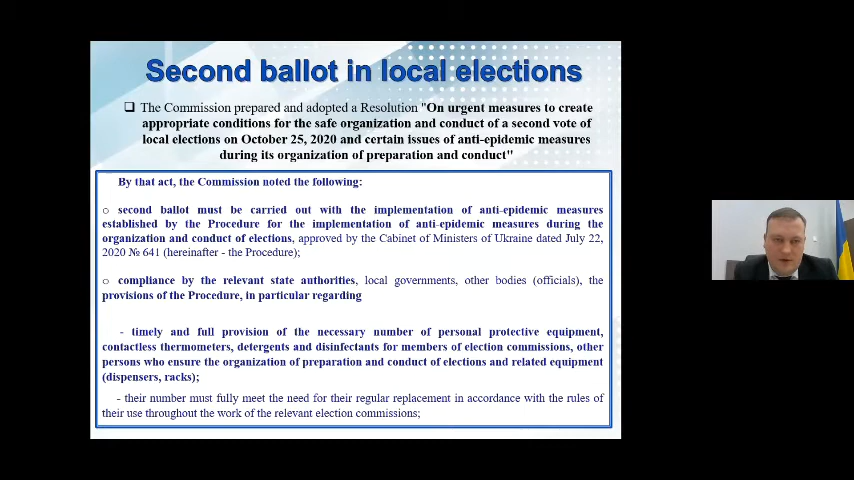 Second ballot in local elections
❑ The Commission prepared and adopted a Resolution "On urgent measures to create
appropriate conditions for the safe organization and conduct of a second vote of
local elections on October 25, 2020 and certain issues of anti-epidemic measures
during its organization of preparation and conduct"
By that act, the Commission noted the following:
o second ballot must be carried out with the implementation of anti-epidemic measures
established by the Procedure for the implementation of anti-epidemic measures during the
organization and conduct of elections, approved by the Cabinet of Ministers of Ukraine dated July 22,
2020 № 641 (hereinafter - the Procedure);
o compliance by the relevant state authorities, local governments, other bodies (officials), the
provisions of the Procedure, in particular regarding
- timely and full provision of the necessary number of personal protective equipment,
contactless thermometers, detergents and disinfectants for members of election commissions, other
persons who ensure the organization of preparation and conduct of elections and related equipment
(dispensers, racks);
- their number must fully meet the need for their regular replacement in accordance with the rules of
their use throughout the work of the relevant election commissions;